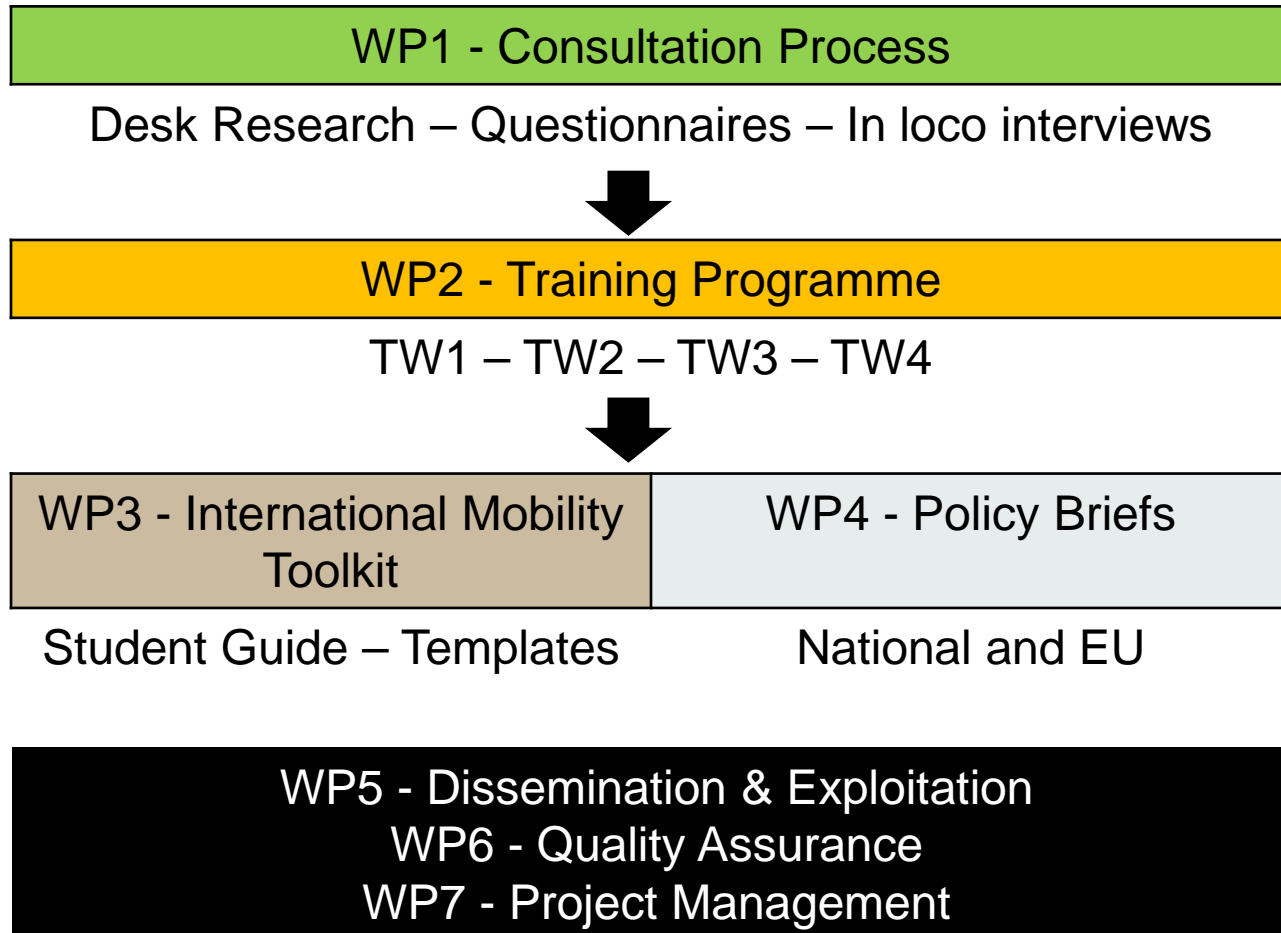 WP1 - Consultation Process
Desk Research – Questionnaires – In loco interviews
WP2 - Training Programme
TW1 – TW2 – TW3 – TW4
WP3 - International Mobility
Toolkit
WP4 - Policy Briefs
Student Guide – Templates
National and EU
WP5 - Dissemination & Exploitation
WP6 - Quality Assurance
WP7 - Project Management